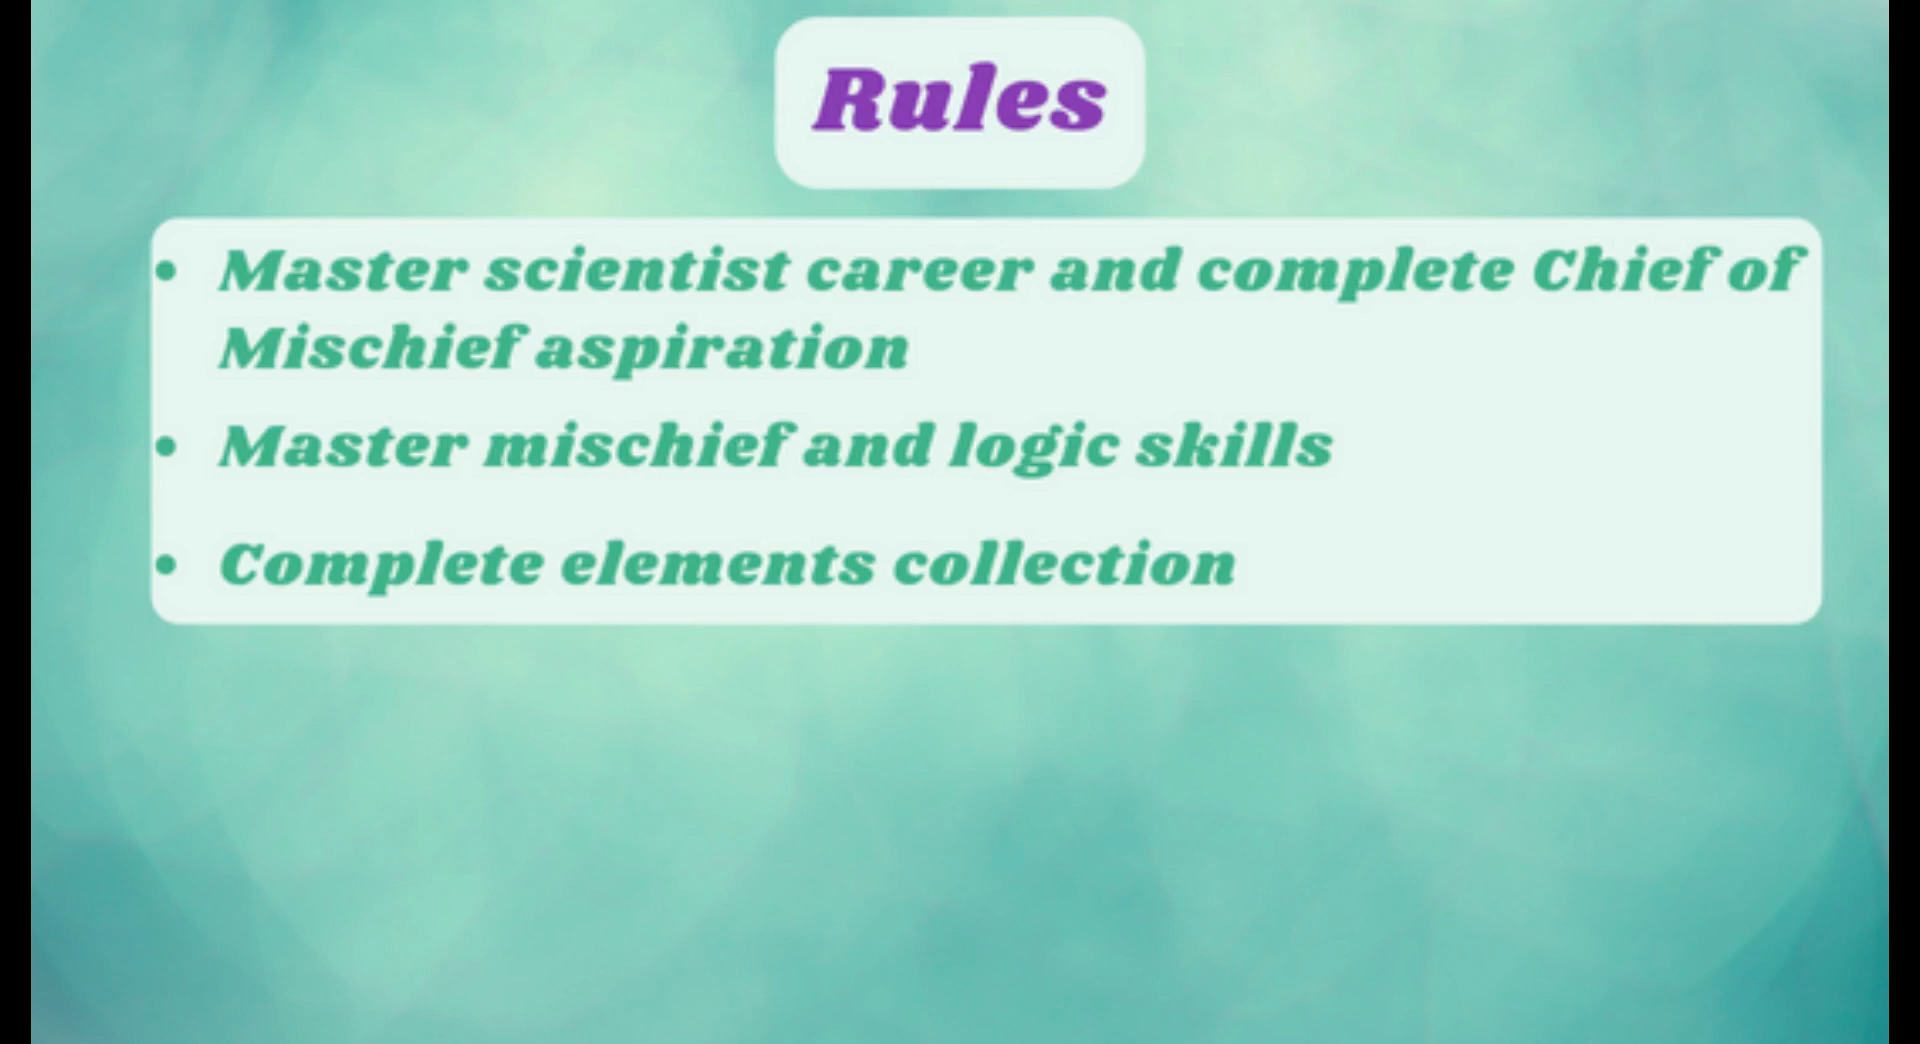 Rules
• Master scientist career and complete Chief of
Mischief aspiration
• Master mischief and logic skills
• Complete elements collection